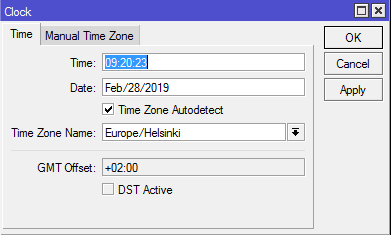 Clock
Time Manual Time Zone
OK
Time: 09:20:23
Cancel
Date: Feb/28/2019
Apply
Time Zone Autodetect
Time Zone Name: Europe/Helsinki
GMT Offset: +02:00
DST Active